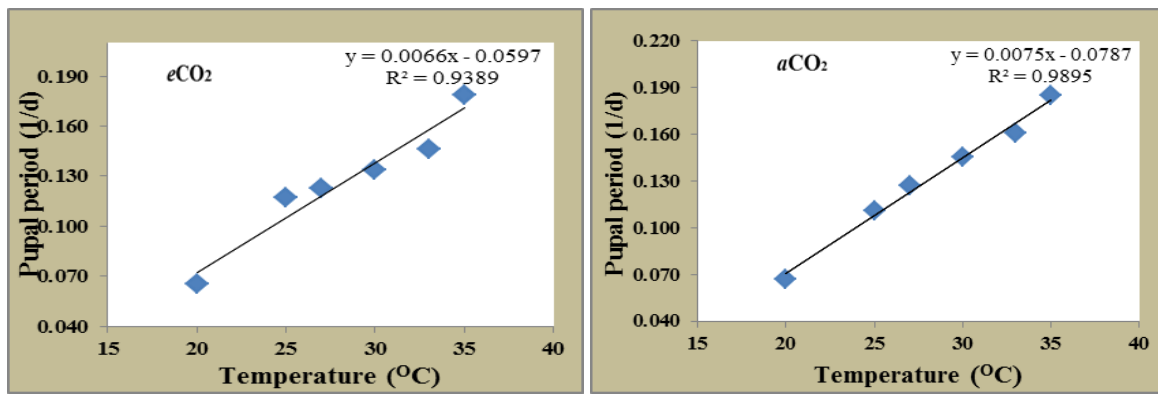 eCO₂
y = 0.0066x - 0.0597
R² = 0.9389
Pupal period (1/d)
0.190
0.160
0.130
0.100
0.070
0.040
15 20 25 30 35 40
Temperature (ᴼC)
aCO₂
y = 0.0075x - 0.0787
R² = 0.9895
Pupal period (1/d)
0.220
0.190
0.160
0.130
0.100
0.070
0.040
15 20 25 30 35 40
Temperature (ᴼC)